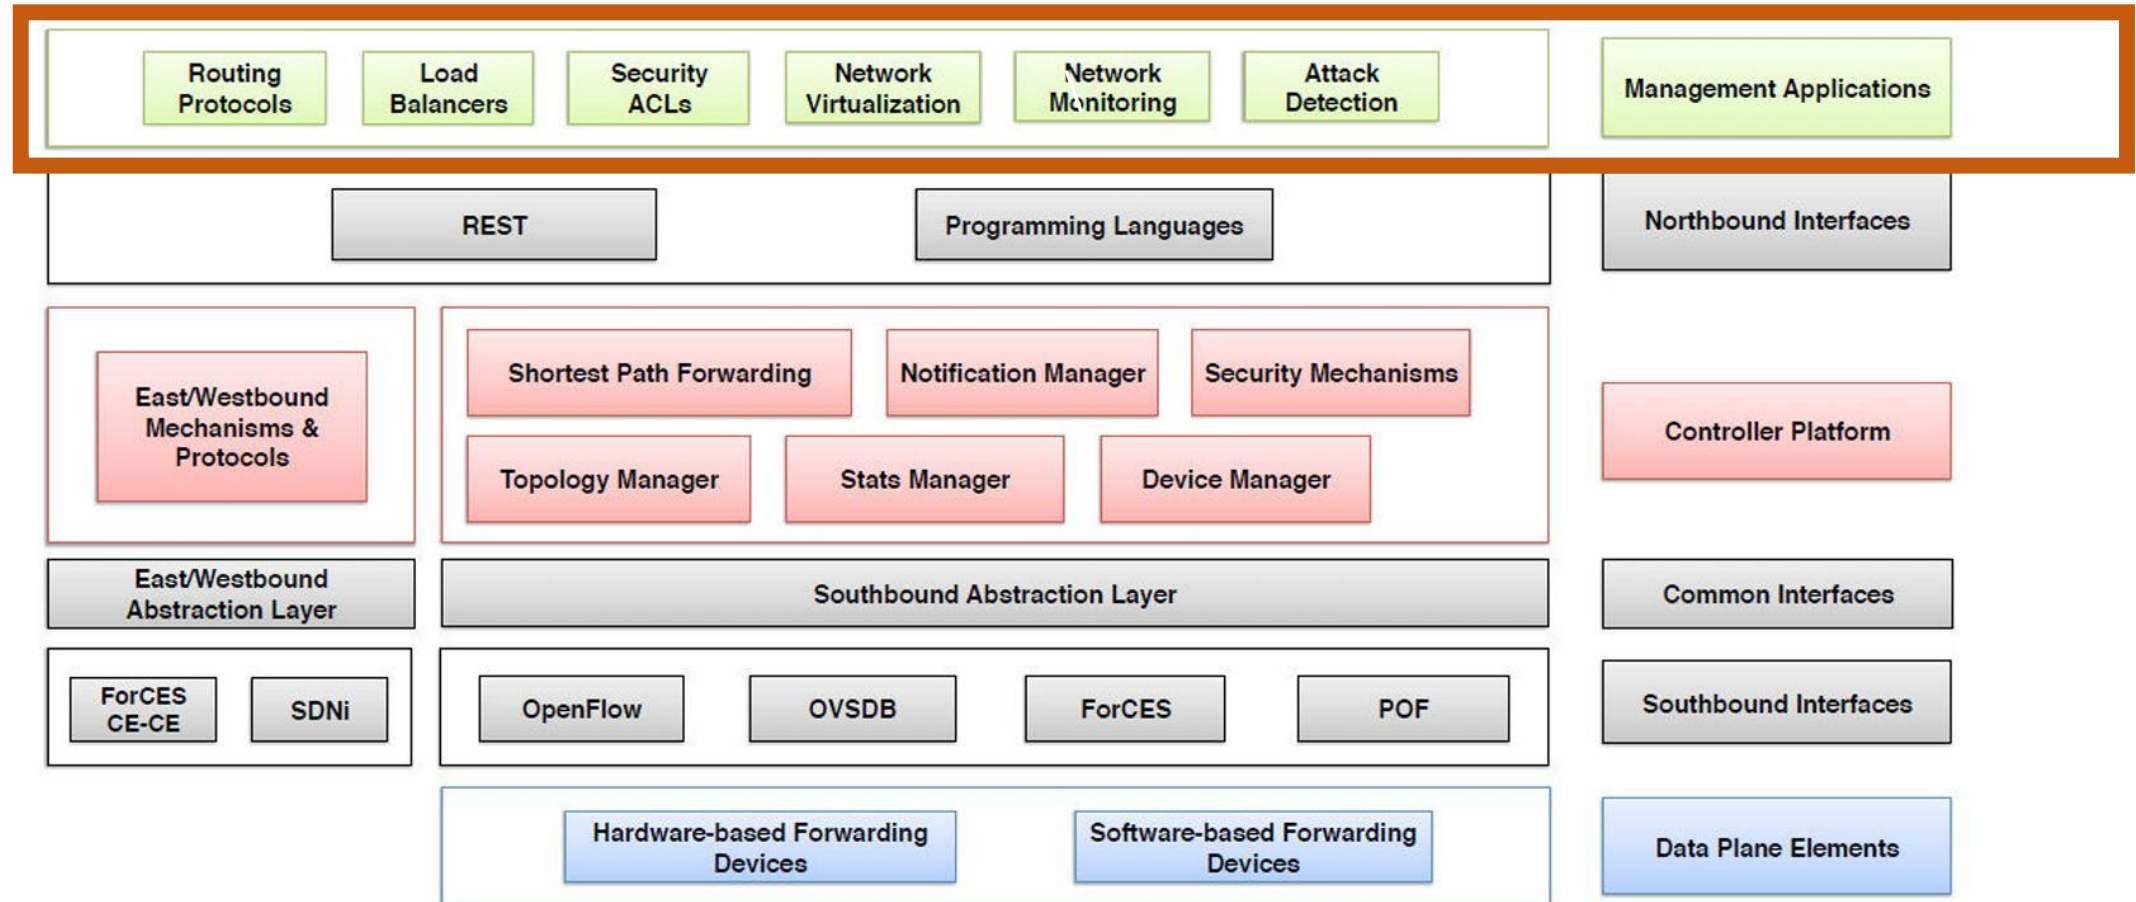 Routing
Protocols
Load
Balancers
Security
ACLs
Network
Virtualization
Network
Monitoring
Attack
Detection
Management Applications
REST
Programming Languages
Northbound Interfaces
East/Westbound
Mechanisms &
Protocols
Shortest Path Forwarding
Notification Manager
Security Mechanisms
Topology Manager
Stats Manager
Device Manager
Controller Platform
East/Westbound
Abstraction Layer
Southbound Abstraction Layer
Common Interfaces
ForCES
CE-CE
SDNi
OpenFlow
OVSDB
ForCES
POF
Southbound Interfaces
Hardware-based Forwarding
Devices
Software-based Forwarding
Devices
Data Plane Elements